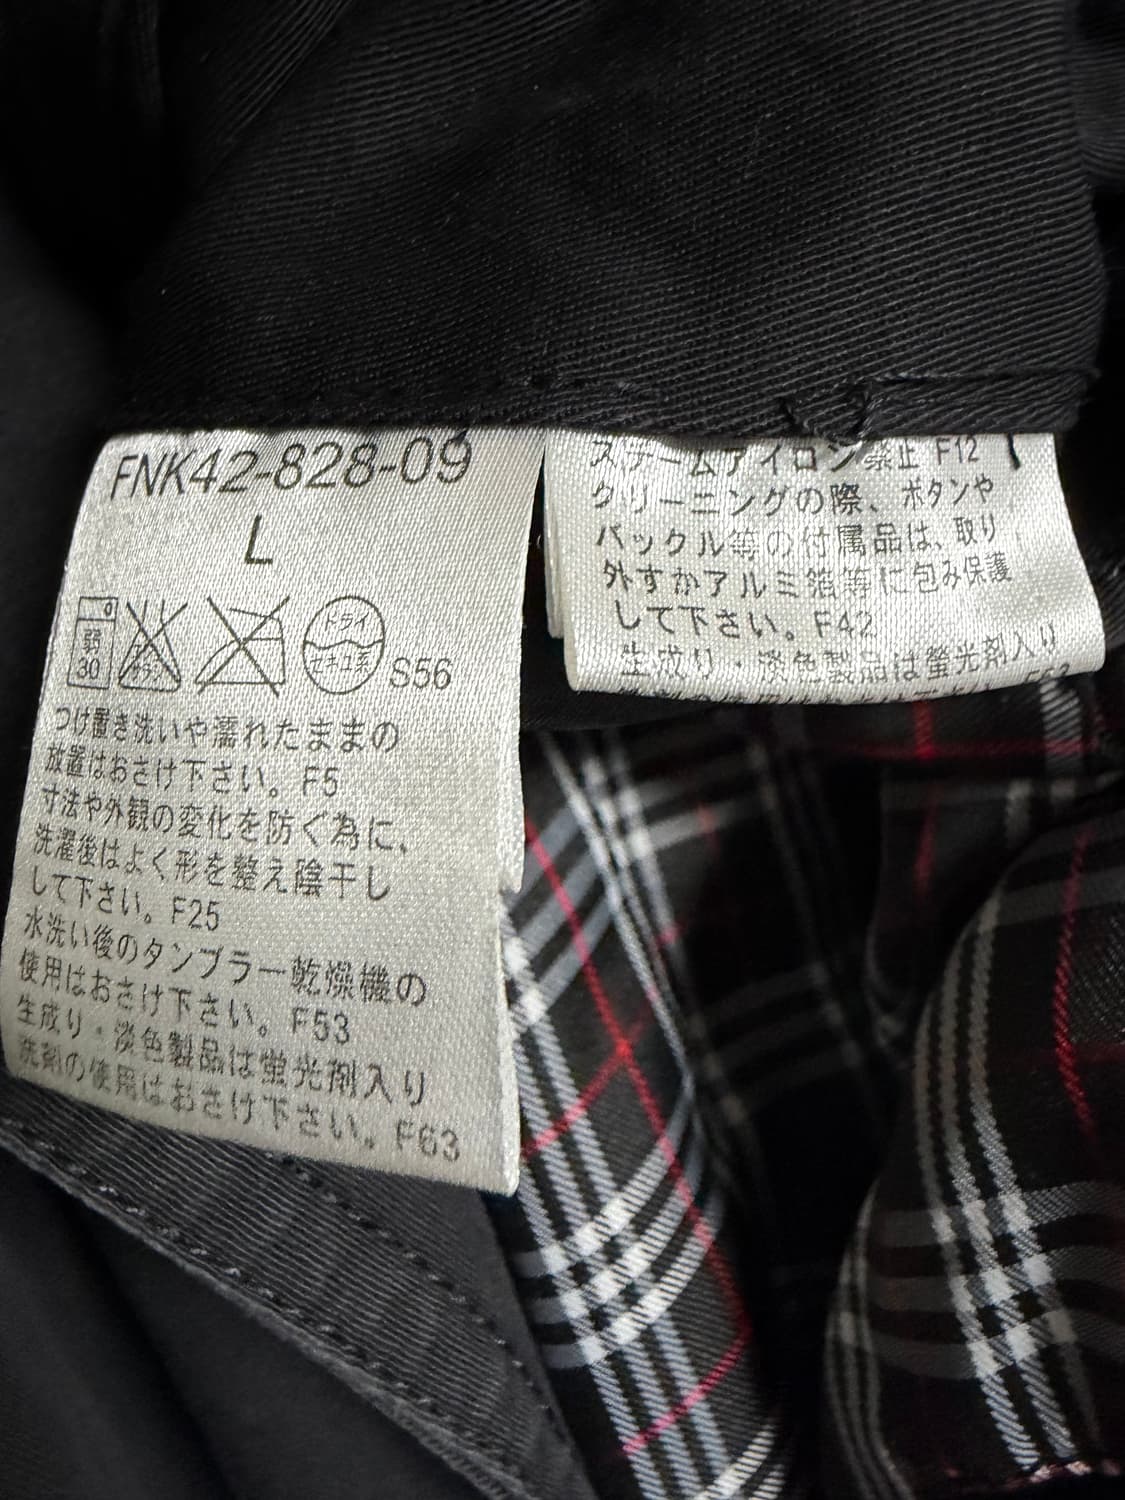 FNK42-828-09
L
弱
30
エンソ
サラシ
ドライ
セキユ系
S56
つけ置き洗いや濡れたままの
放置はおさけ下さい。F5
寸法や外観の変化を防ぐ為に、
洗濯後はよく形を整え陰干し
して下さい。F25
水洗い後のタンブラー乾燥機の
使用はおさけ下さい。F53
生成り・淡色製品は蛍光剤入り
洗剤の使用はおさけ下さい。F63
スチームアイロン禁止 F12
クリーニングの際、ボタンや
バックル等の付属品は、取り
外すかアルミ箔等に包み保護
して下さい。F42
生成り・淡色製品は蛍光剤入り